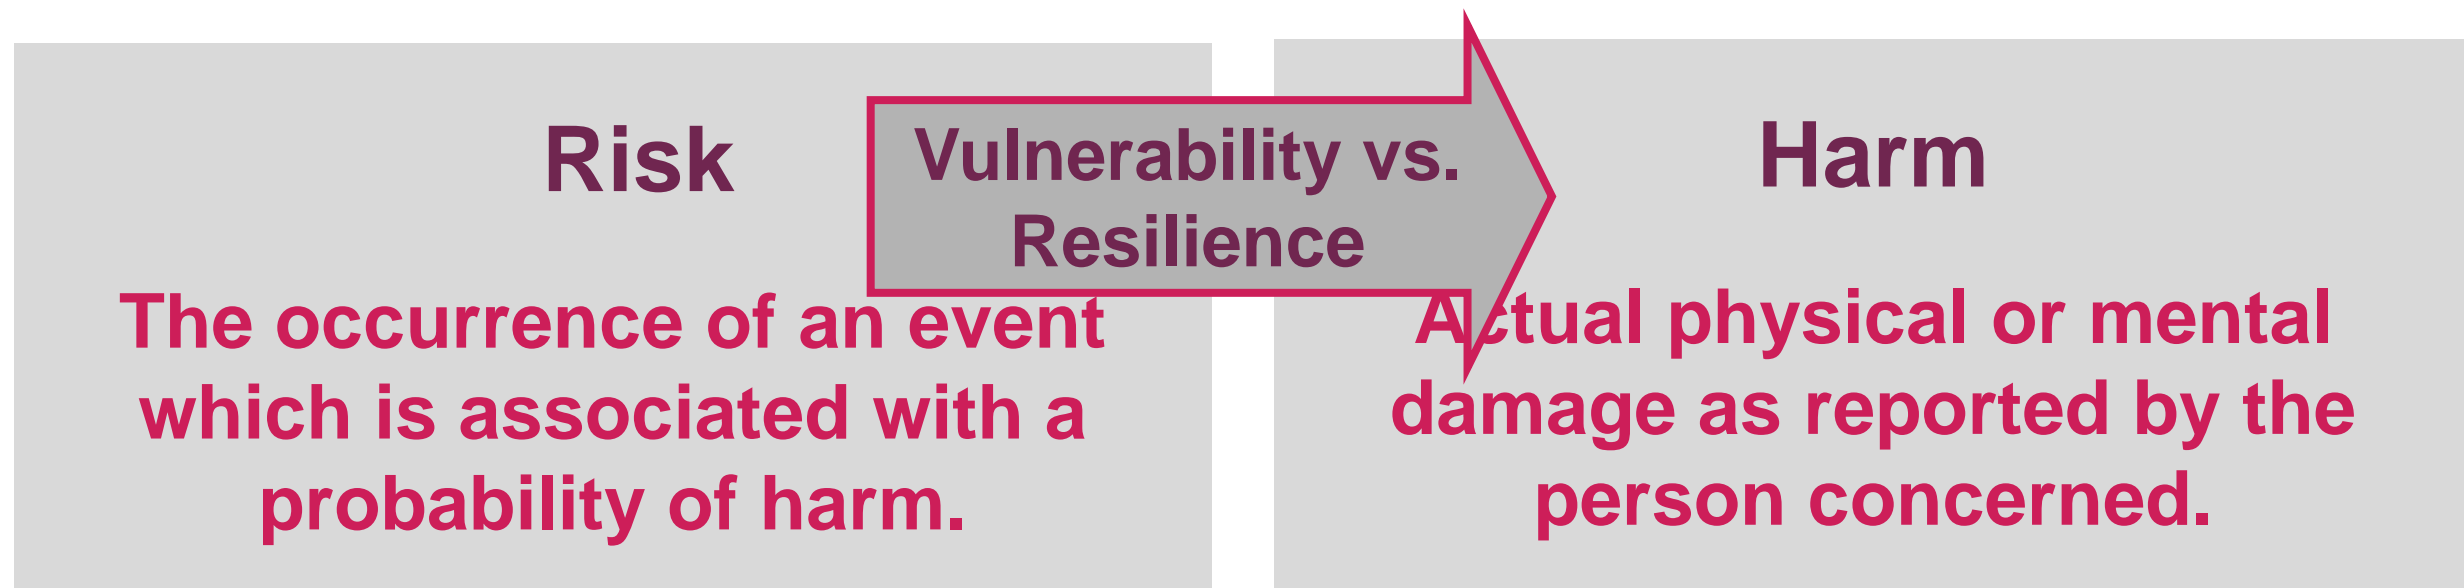 Risk
The occurrence of an event
which is associated with a
probability of harm.
Vulnerability vs.
Resilience
Harm
Actual physical or mental
damage as reported by the
person concerned.